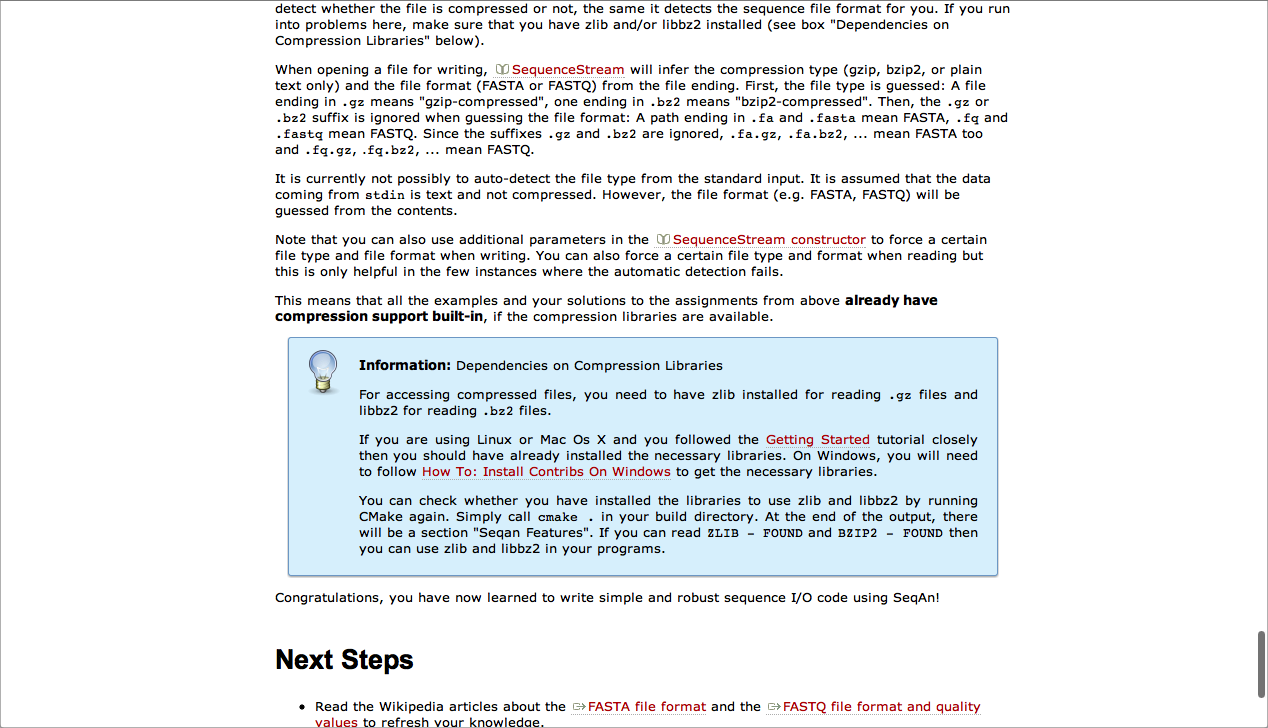 detect whether the file is compressed or not, the same it detects the sequence file format for you. If you run
into problems here, make sure that you have zlib and/or libbz2 installed (see box "Dependencies on
Compression Libraries" below).
When opening a file for writing, SequenceStream will infer the compression type (gzip, bzip2, or plain
text only) and the file format (FASTA or FASTQ) from the file ending. First, the file type is guessed: A file
ending in .gz means "gzip-compressed", one ending in .bz2 means "bzip2-compressed". Then, the .gz or
.bz2 suffix is ignored when guessing the file format: A path ending in .fa and .fasta mean FASTA, .fq and
.fastq mean FASTQ. Since the suffixes .gz and .bz2 are ignored, .fa.gz, .fa.bz2, ... mean FASTA too
and .fq.gz, .fq.bz2, ... mean FASTQ.
It is currently not possibly to auto-detect the file type from the standard input. It is assumed that the data
coming from stdin is text and not compressed. However, the file format (e.g. FASTA, FASTQ) will be
guessed from the contents.
Note that you can also use additional parameters in the SequenceStream constructor to force a certain
file type and file format when writing. You can also force a certain file type and format when reading but
this is only helpful in the few instances where the automatic detection fails.
This means that all the examples and your solutions to the assignments from above already have
compression support built-in, if the compression libraries are available.
Information: Dependencies on Compression Libraries
For accessing compressed files, you need to have zlib installed for reading .gz files and
libbz2 for reading .bz2 files.
If you are using Linux or Mac Os X and you followed the Getting Started tutorial closely
then you should have already installed the necessary libraries. On Windows, you will need
to follow How To: Install Contribs On Windows to get the necessary libraries.
You can check whether you have installed the libraries to use zlib and libbz2 by running
CMake again. Simply call cmake . in your build directory. At the end of the output, there
will be a section "Seqan Features". If you can read ZLIB - FOUND and BZIP2 - FOUND then
you can use zlib and libbz2 in your programs.
Congratulations, you have now learned to write simple and robust sequence I/O code using SeqAn!
Next Steps
• Read the Wikipedia articles about the FASTA file format and the FASTQ file format and quality
values to refresh your knowledge.